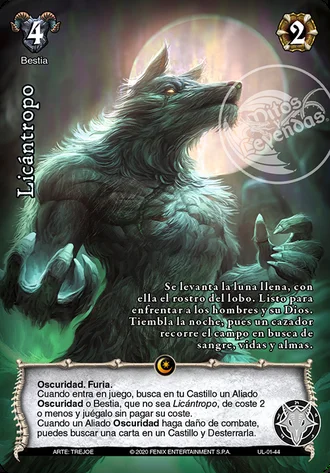 4
2
Bestia
Licántropo
Mitos
y
Leyendas
Se levanta la luna llena, con
ella el rostro del lobo. Listo para
enfrentar a los hombres y su Dios.
Tiembla la noche, pues un cazador
recorre el campo en busca de
sangre, vidas y almas.
Oscuridad. Furia.
Cuando entra en juego, busca en tu Castillo un Aliado
Oscuridad o Bestia, que no sea Licántropo, de coste 2
o menos y juégalo sin pagar su coste.
Cuando un Aliado Oscuridad haga daño de combate,
puedes buscar una carta en un Castillo y Desterrarla.
ARTE: TREJOE
© 2020 FENIX ENTERTAINMENT S.P.A.
UL-01-44